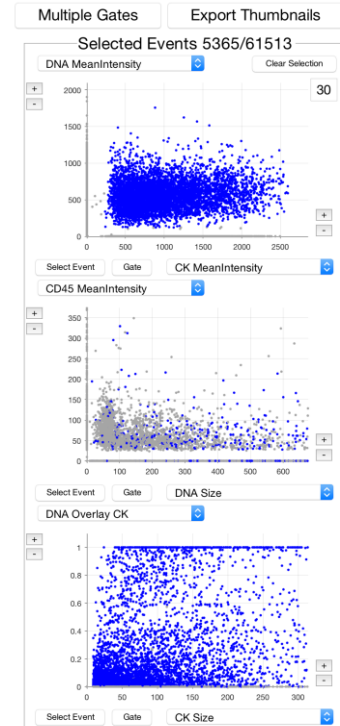 Multiple Gates Export Thumbnails
Selected Events 5365/61513
DNA MeanIntensity Clear Selection
+
-
30
2000
1500
1000
500
0
0 500 1000 1500 2000 2500
+
-
Select Event Gate CK MeanIntensity
CD45 MeanIntensity
+
-
350
300
250
200
150
100
50
0
0 100 200 300 400 500 600
+
-
Select Event Gate DNA Size
DNA Overlay CK
+
-
1
0.8
0.6
0.4
0.2
0
0 50 100 150 200 250 300
+
-
Select Event Gate CK Size